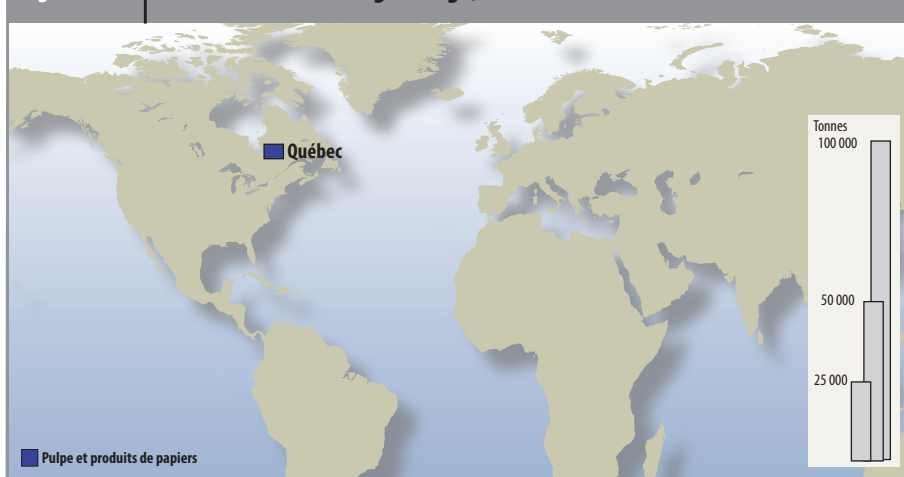 Québec
Tonnes
100 000
50 000
25 000
Pulpe et produits de papiers